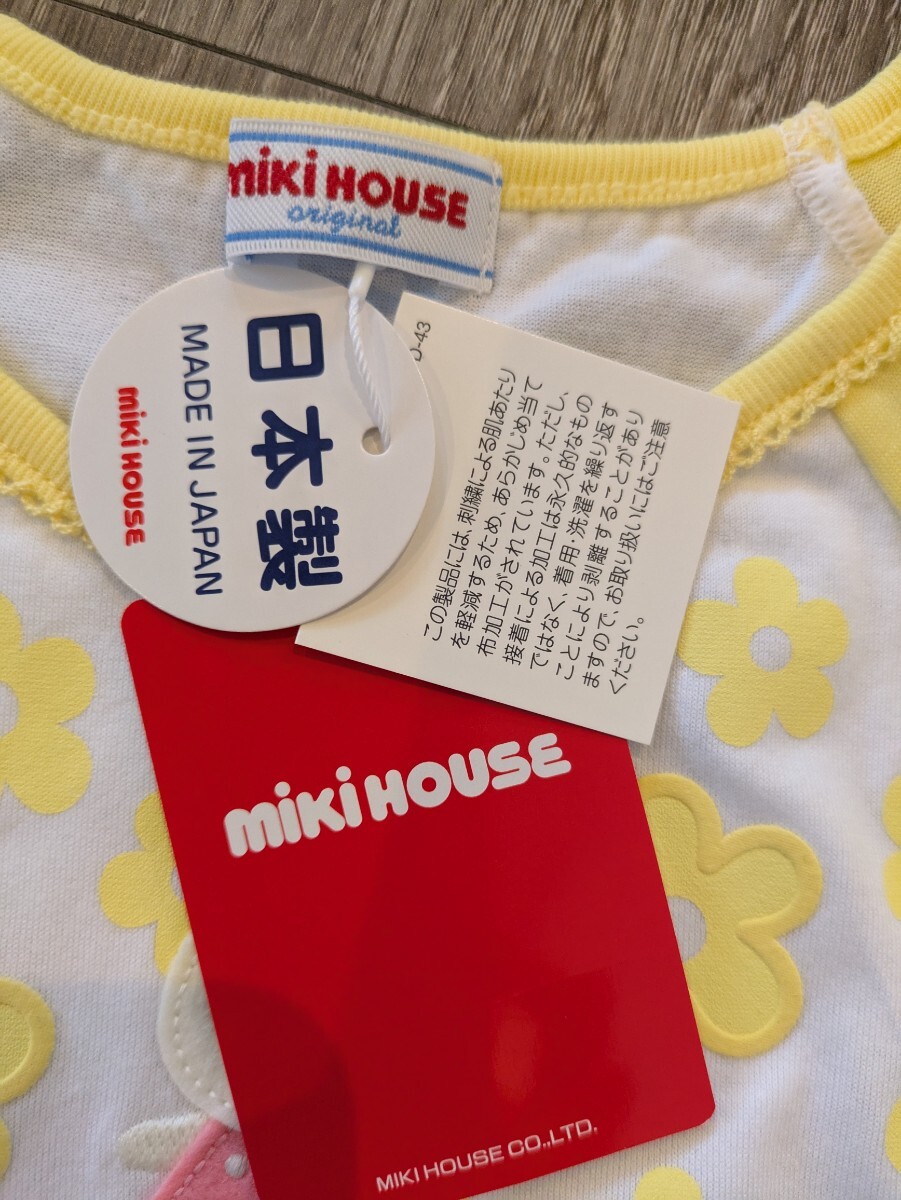 miki HOUSE
original
日本製
MADE IN JAPAN
miki HOUSE
-43
この製品には、刺繍による肌あたり
を軽減するため、あらかじめ当て
布加工がされています。ただし、
接着による加工は永久的なもの
ではなく、着用・洗濯を繰り返す
ことにより剥離することがあり
ますので、お取り扱いにはご注意
ください。
miki HOUSE
MIKI HOUSE CO.,LTD.